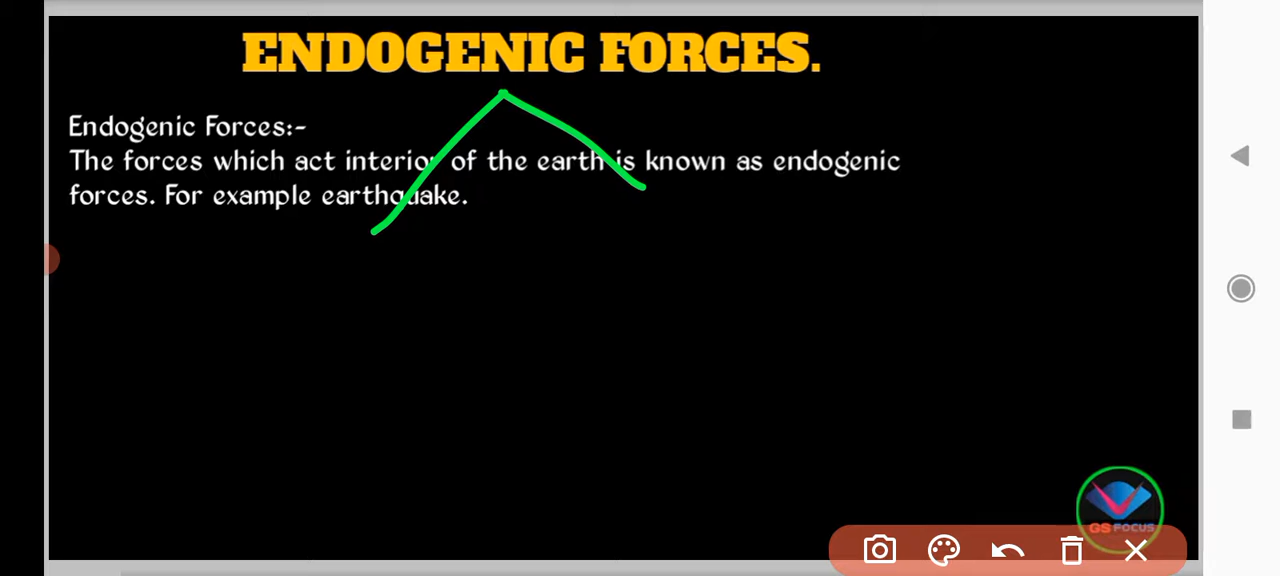 ENDOGENIC FORCES.
Endogenic Forces:-
The forces which act interior of the earth is known as endogenic
forces. For example earthquake.
GS FOCUS